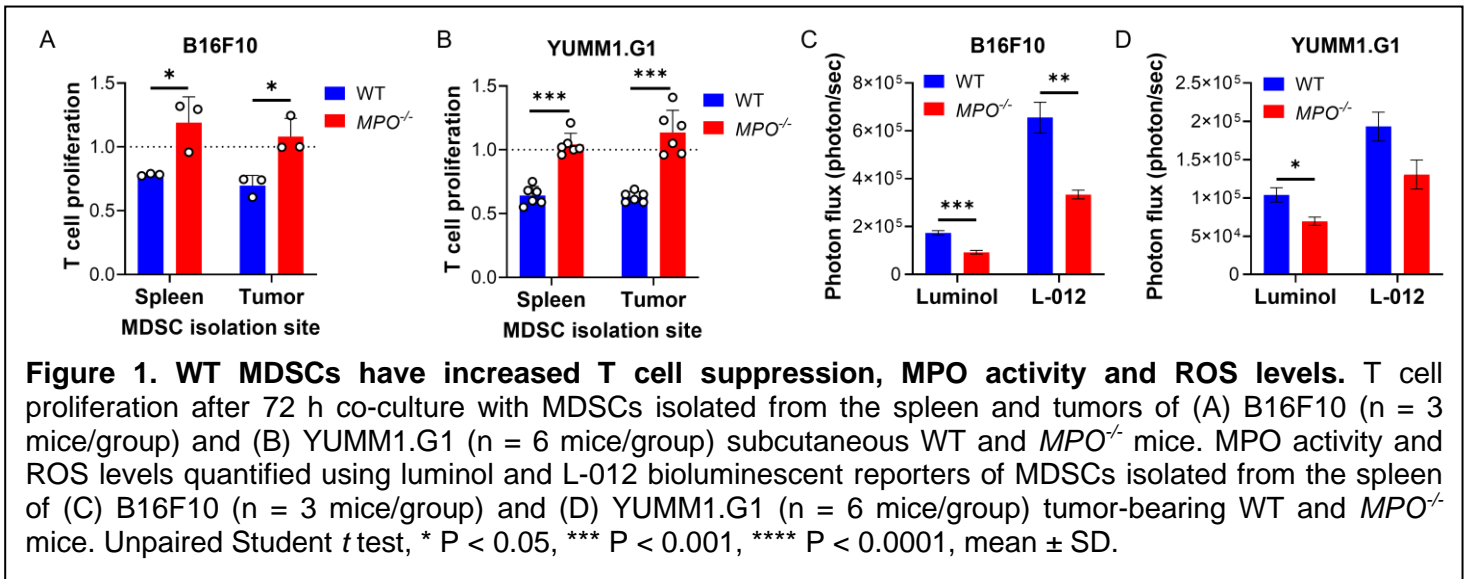 A
B16F10
*
*
1.5
1.0
0.5
0.0
T cell proliferation
Spleen
Tumor
MDSC isolation site
WT
MPO-/-
B
YUMM1.G1
***
***
1.5
1.0
0.5
0.0
T cell proliferation
Spleen
Tumor
MDSC isolation site
WT
MPO-/-
C
B16F10
WT
MPO-/-
**
***
8×10⁵
6×10⁵
4×10⁵
2×10⁵
0
Photon flux (photon/sec)
Luminol
L-012
D
YUMM1.G1
WT
MPO-/-
*
2.5×10⁵
2×10⁵
1.5×10⁵
1×10⁵
5×10⁴
0
Photon flux (photon/sec)
Luminol
L-012
Figure 1. WT MDSCs have increased T cell suppression, MPO activity and ROS levels. T cell
proliferation after 72 h co-culture with MDSCs isolated from the spleen and tumors of (A) B16F10 (n = 3
mice/group) and (B) YUMM1.G1 (n = 6 mice/group) subcutaneous WT and MPO-/- mice. MPO activity and
ROS levels quantified using luminol and L-012 bioluminescent reporters of MDSCs isolated from the spleen
of (C) B16F10 (n = 3 mice/group) and (D) YUMM1.G1 (n = 6 mice/group) tumor-bearing WT and MPO-/-
mice. Unpaired Student t test, * P < 0.05, *** P < 0.001, **** P < 0.0001, mean ± SD.